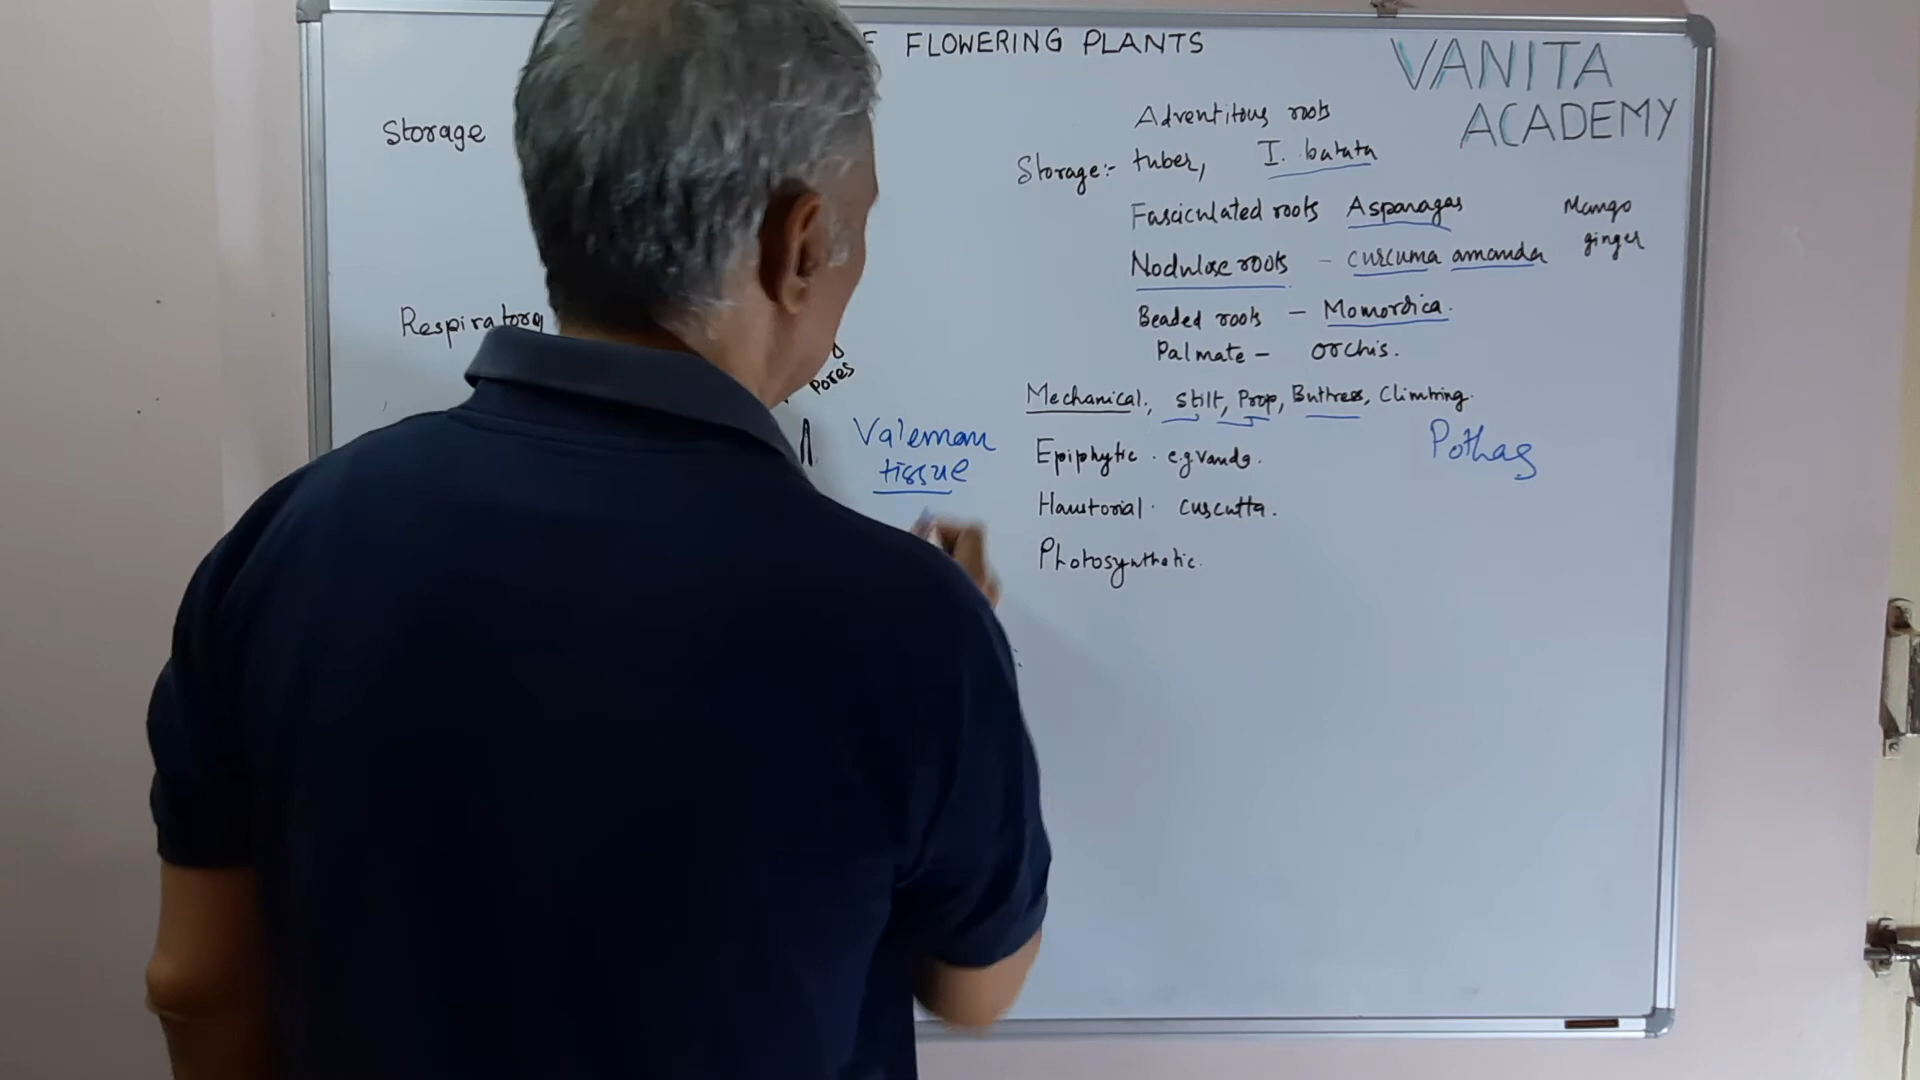 F FLOWERING PLANTS
VANITA
ACADEMY
Storage
Respiratory
Pores
Valeman
tissue
Adventitous roots
Storage:- tuber, I. batata
Fasciculated roots Asparagas
Mango
ginger
Nodulose roots - curcuma amanda
Beaded roots - Momordica.
Palmate - orchis.
Mechanical, stilt, Prop, Buttress, Climbing.
Pothas
Epiphytic. e.g vanda.
Haustorial. cuscutta.
Photosynthetic.